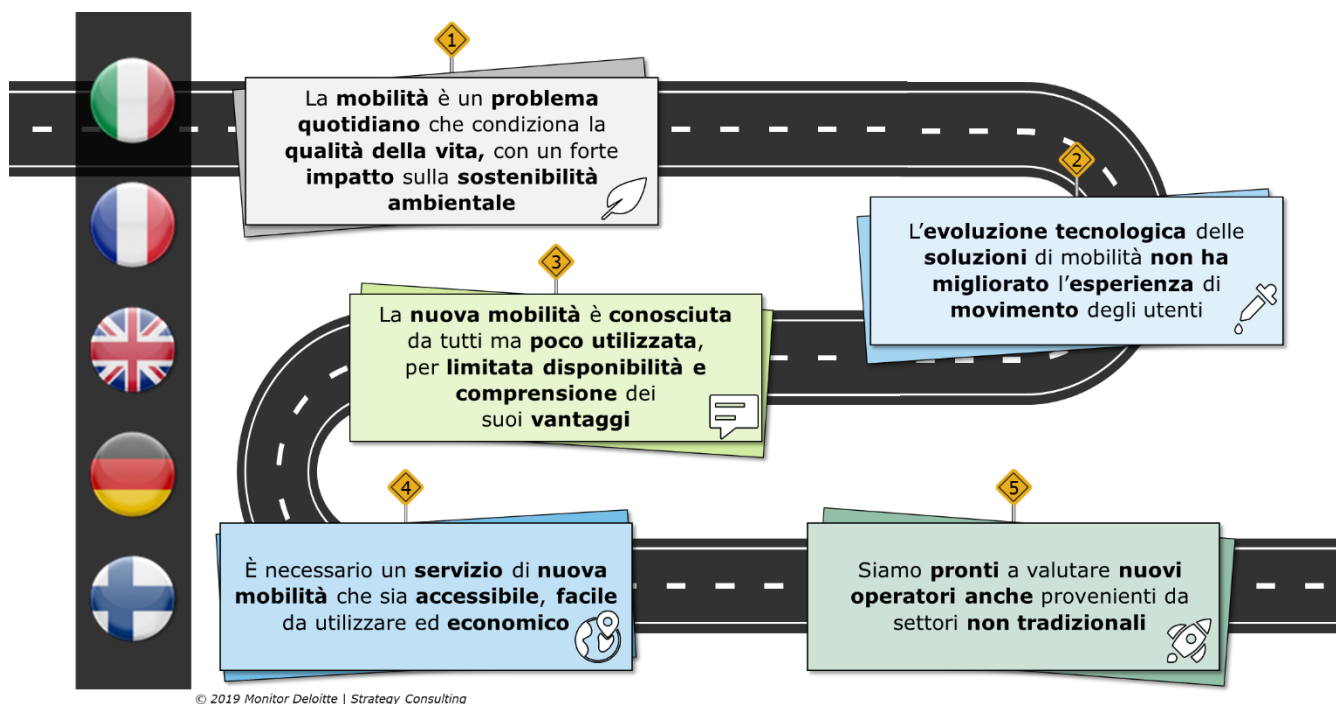 1
La mobilità è un problema
quotidiano che condiziona la
qualità della vita, con un forte
impatto sulla sostenibilità
ambientale
2
L'evoluzione tecnologica delle
soluzioni di mobilità non ha
migliorato l'esperienza di
movimento degli utenti
3
La nuova mobilità è conosciuta
da tutti ma poco utilizzata,
per limitata disponibilità e
comprensione dei
suoi vantaggi
4
È necessario un servizio di nuova
mobilità che sia accessibile, facile
da utilizzare ed economico
5
Siamo pronti a valutare nuovi
operatori anche provenienti da
settori non tradizionali
© 2019 Monitor Deloitte | Strategy Consulting